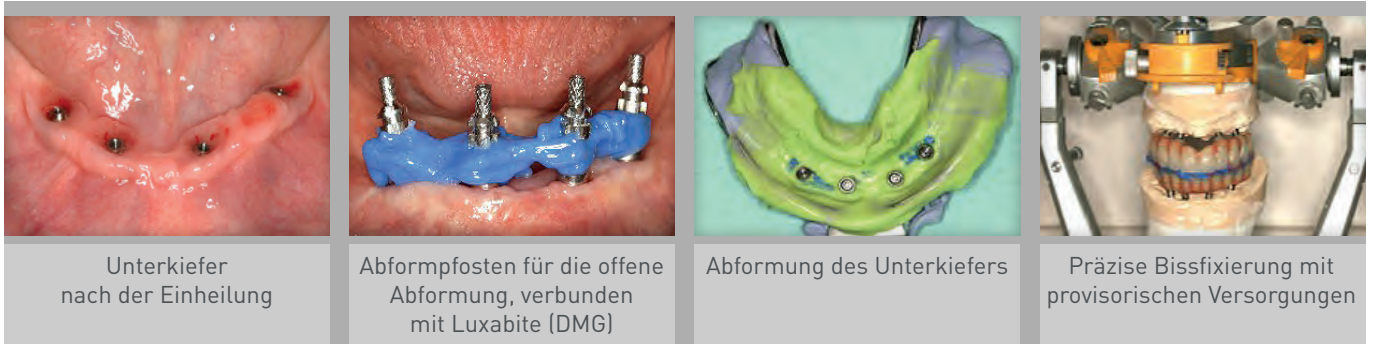 Unterkiefer
nach der Einheilung
Abformpfosten für die offene
Abformung, verbunden
mit Luxabite (DMG)
Abformung des Unterkiefers
Präzise Bissfixierung mit
provisorischen Versorgungen